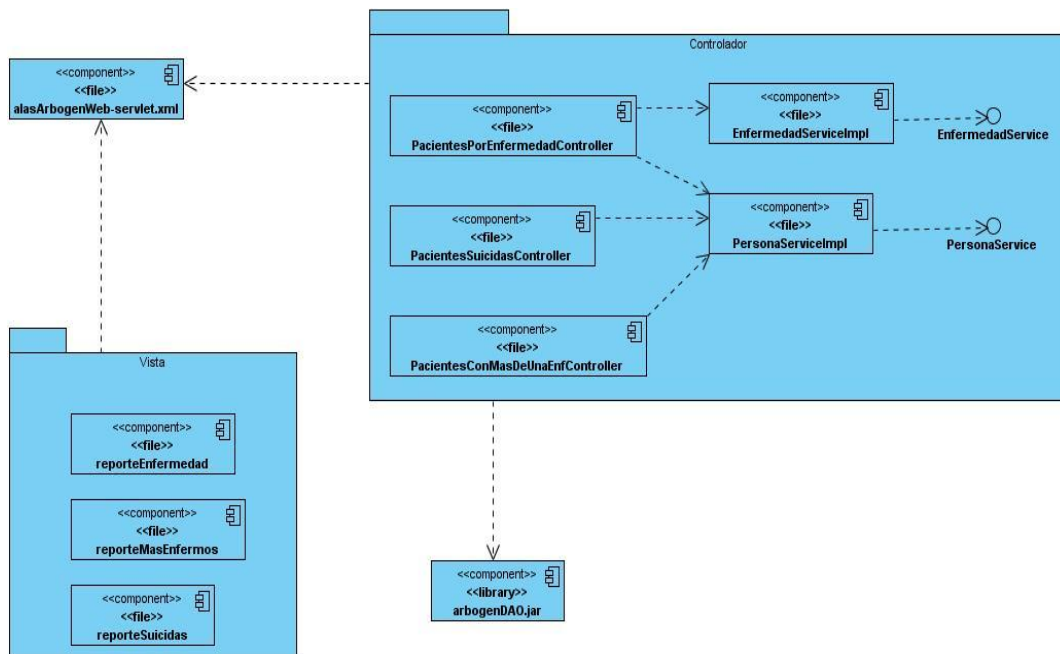 <<component>>
<<file>>
alasArbogenWeb-servlet.xml
Controlador
<<component>>
<<file>>
PacientesPorEnfermedadController
<<component>>
<<file>>
EnfermedadServiceImpl
EnfermedadService
<<component>>
<<file>>
PacientesSuicidasController
<<component>>
<<file>>
PersonaServiceImpl
PersonaService
<<component>>
<<file>>
PacientesConMasDeUnaEnfController
Vista
<<component>>
<<file>>
reporteEnfermedad
<<component>>
<<file>>
reporteMasEnfermos
<<component>>
<<file>>
reporteSuicidas
<<component>>
<<library>>
arbogenDAO.jar